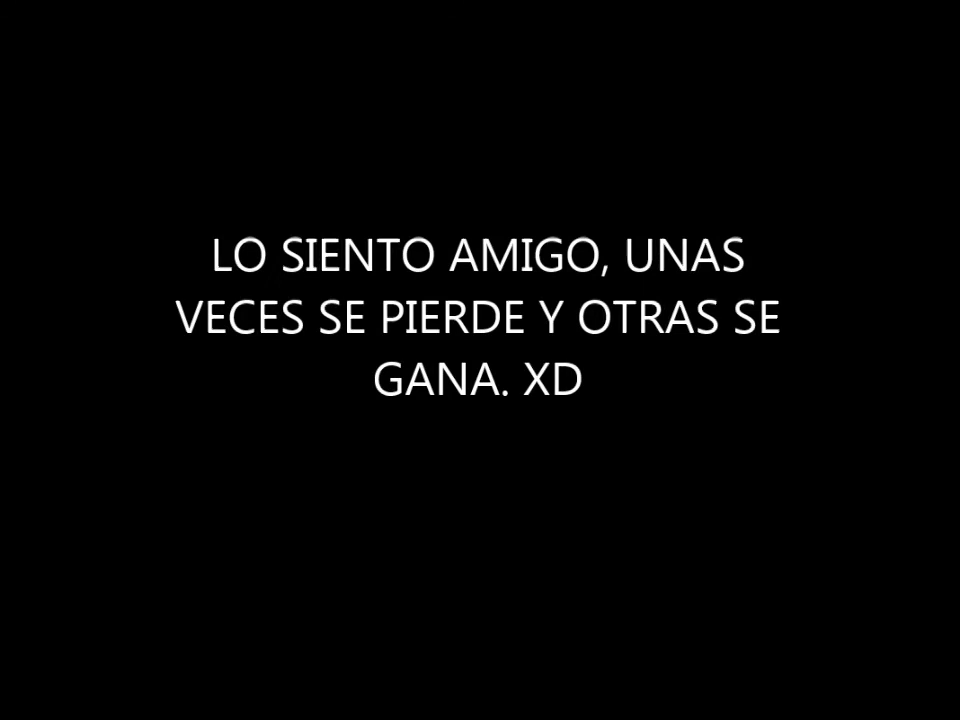 LO SIENTO AMIGO, UNAS
VECES SE PIERDE Y OTRAS SE
GANA. XD